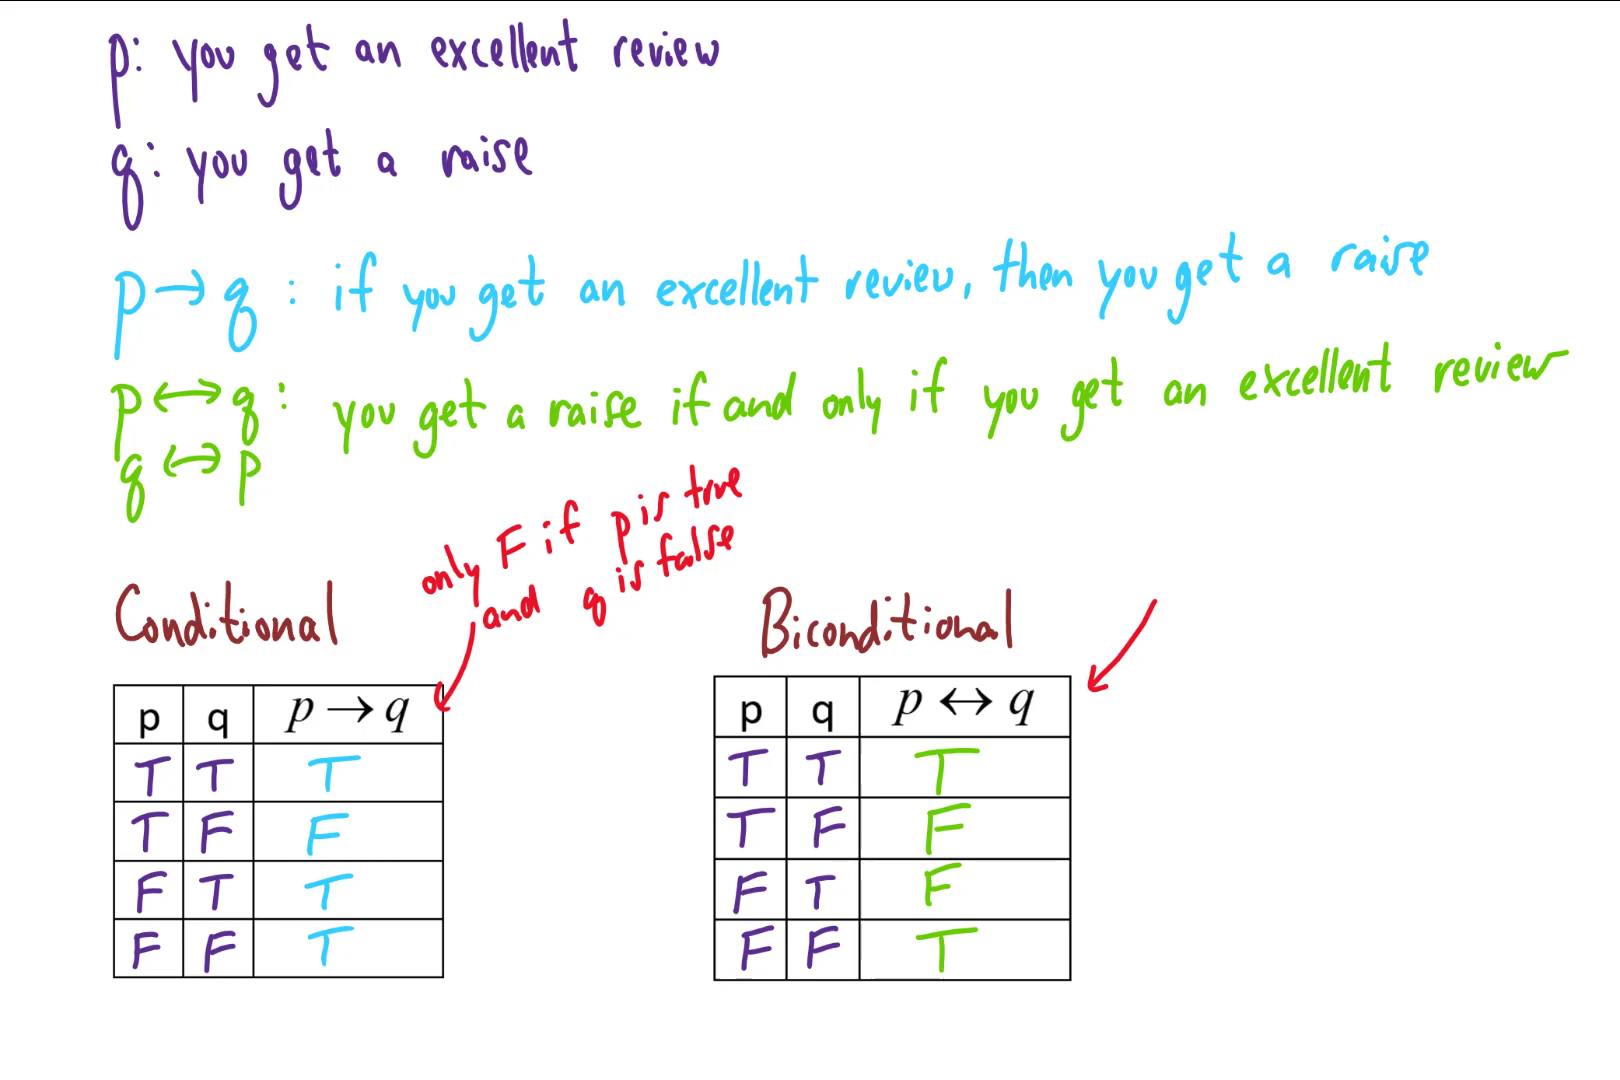 p: you get an excellent review
q: you get a raise
p → q : if you get an excellent review, then you get a raise
p ↔ q : you get a raise if and only if you get an excellent review
q ↔ p
only F if p is true
and q is false
Conditional
p q p → q
T T T
T F F
F T T
F F T
Biconditional
p q p ↔ q
T T T
T F F
F T F
F F T